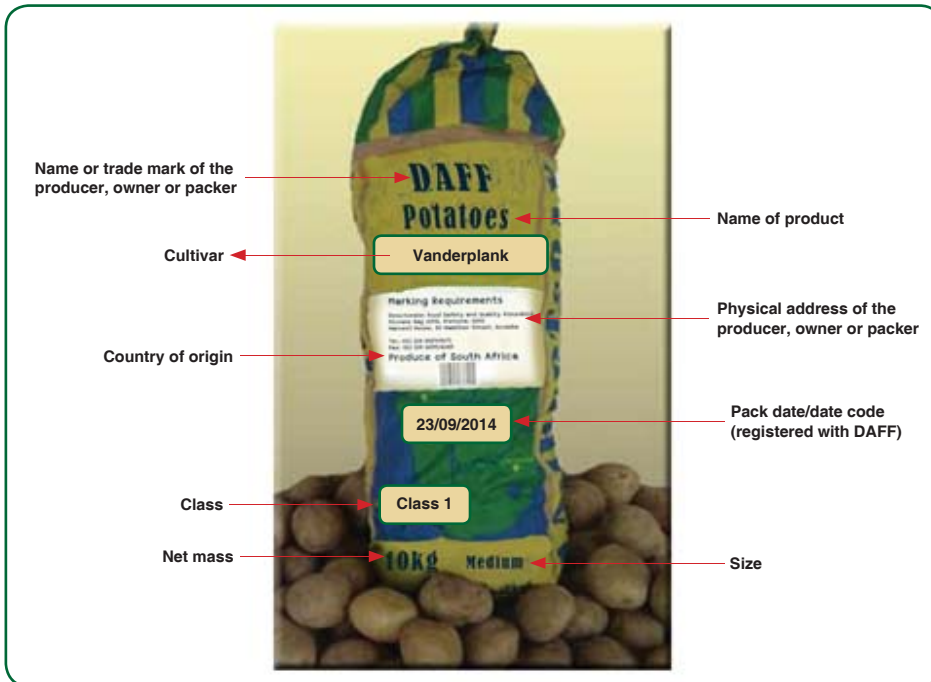 Name or trade mark of the
producer, owner or packer
DAFF
Potatoes
Name of product
Cultivar
Vanderplank
Marking Requirements
Physical address of the
producer, owner or packer
Country of origin
Produce of South Africa
23/09/2014
Pack date/date code
(registered with DAFF)
Class
Class 1
Net mass
10kg
Medium
Size